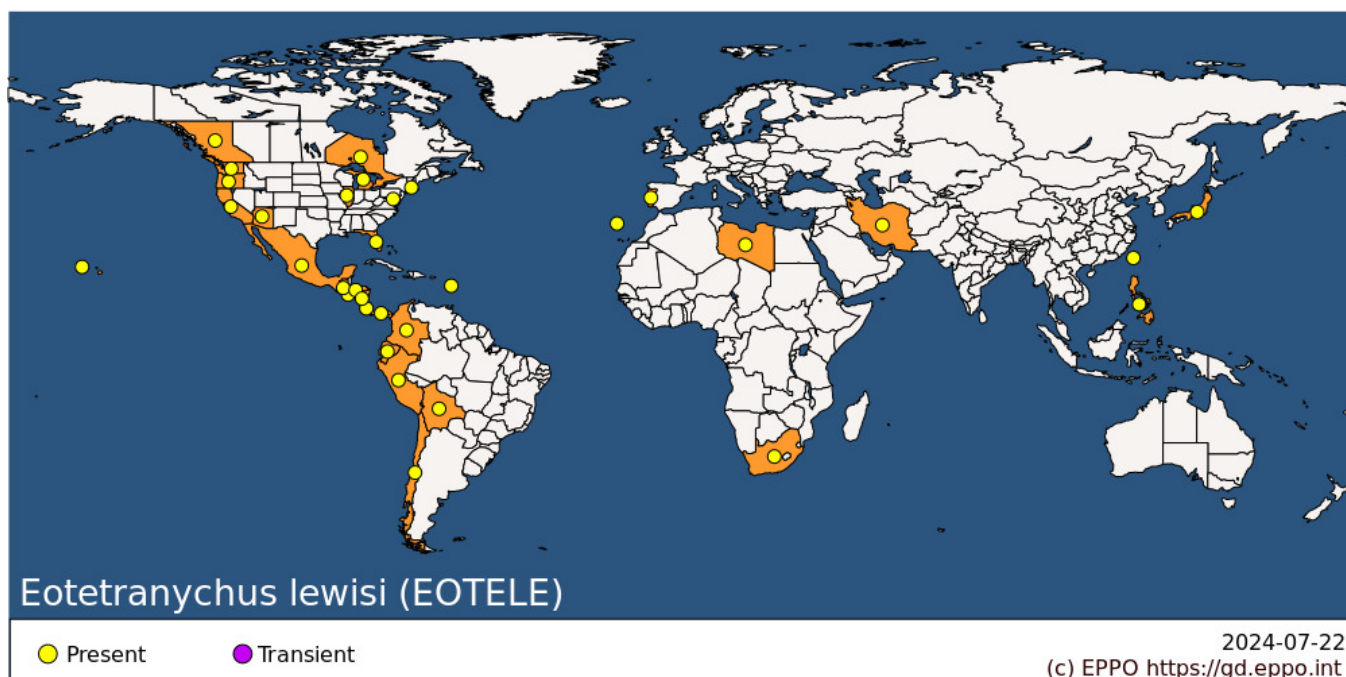 Eotetranychus lewisi (EOTELE)
Present
Transient
2024-07-22
(c) EPPO https://gd.eppo.int